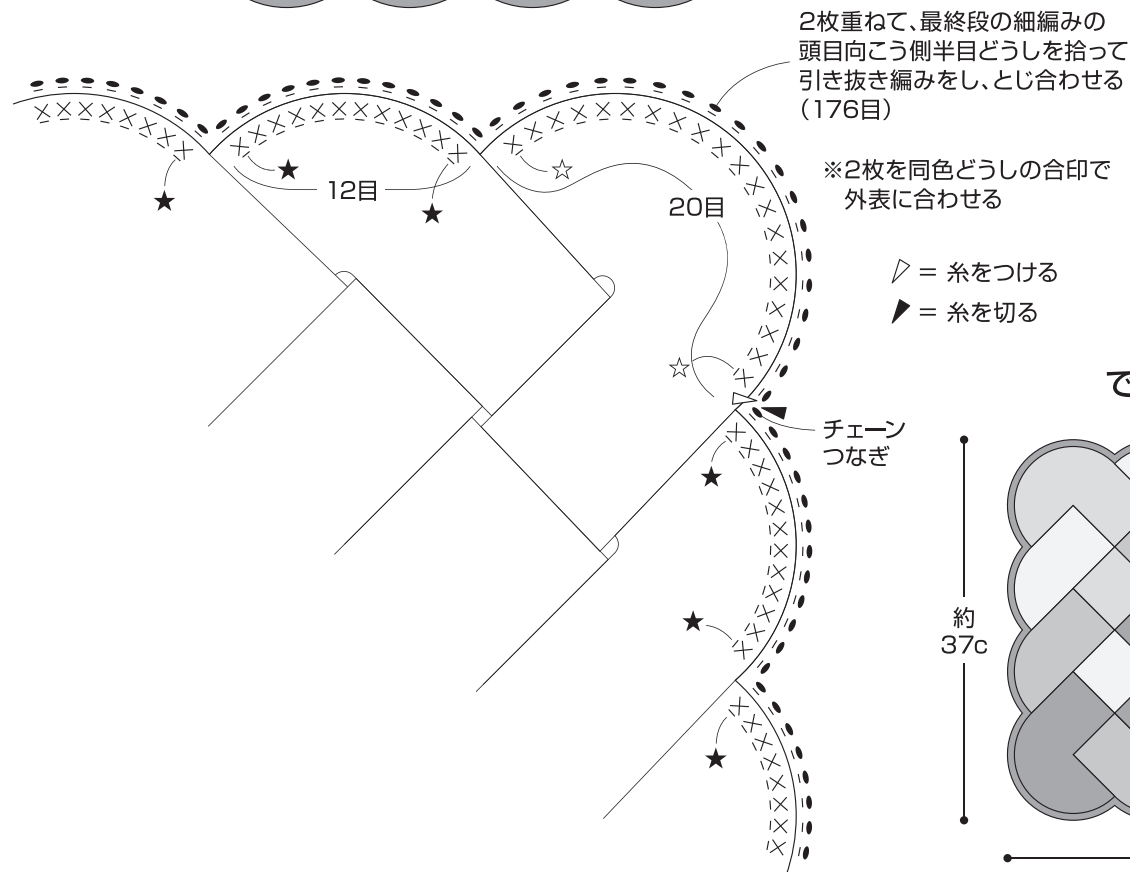 2枚重ねて、最終段の細編みの
頭目向こう側半目どうしを拾って
引き抜き編みをし、とじ合わせる
（176目）
※2枚を同色どうしの合印で
外表に合わせる
★
★
12目
★
☆
20目
☆
= 糸をつける
= 糸を切る
で
チェーン
つなぎ
★
★
★
約
37c